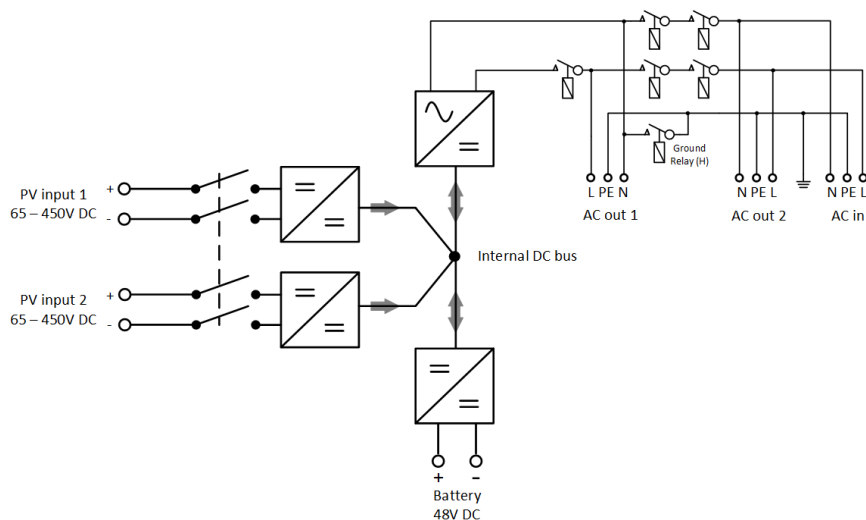 Ground
Relay (H)
L PE N
N PE L
N PE L
AC out 1
AC out 2
AC in
PV input 1
65 – 450V DC
+
-
Internal DC bus
PV input 2
65 – 450V DC
+
-
+
-
Battery
48V DC